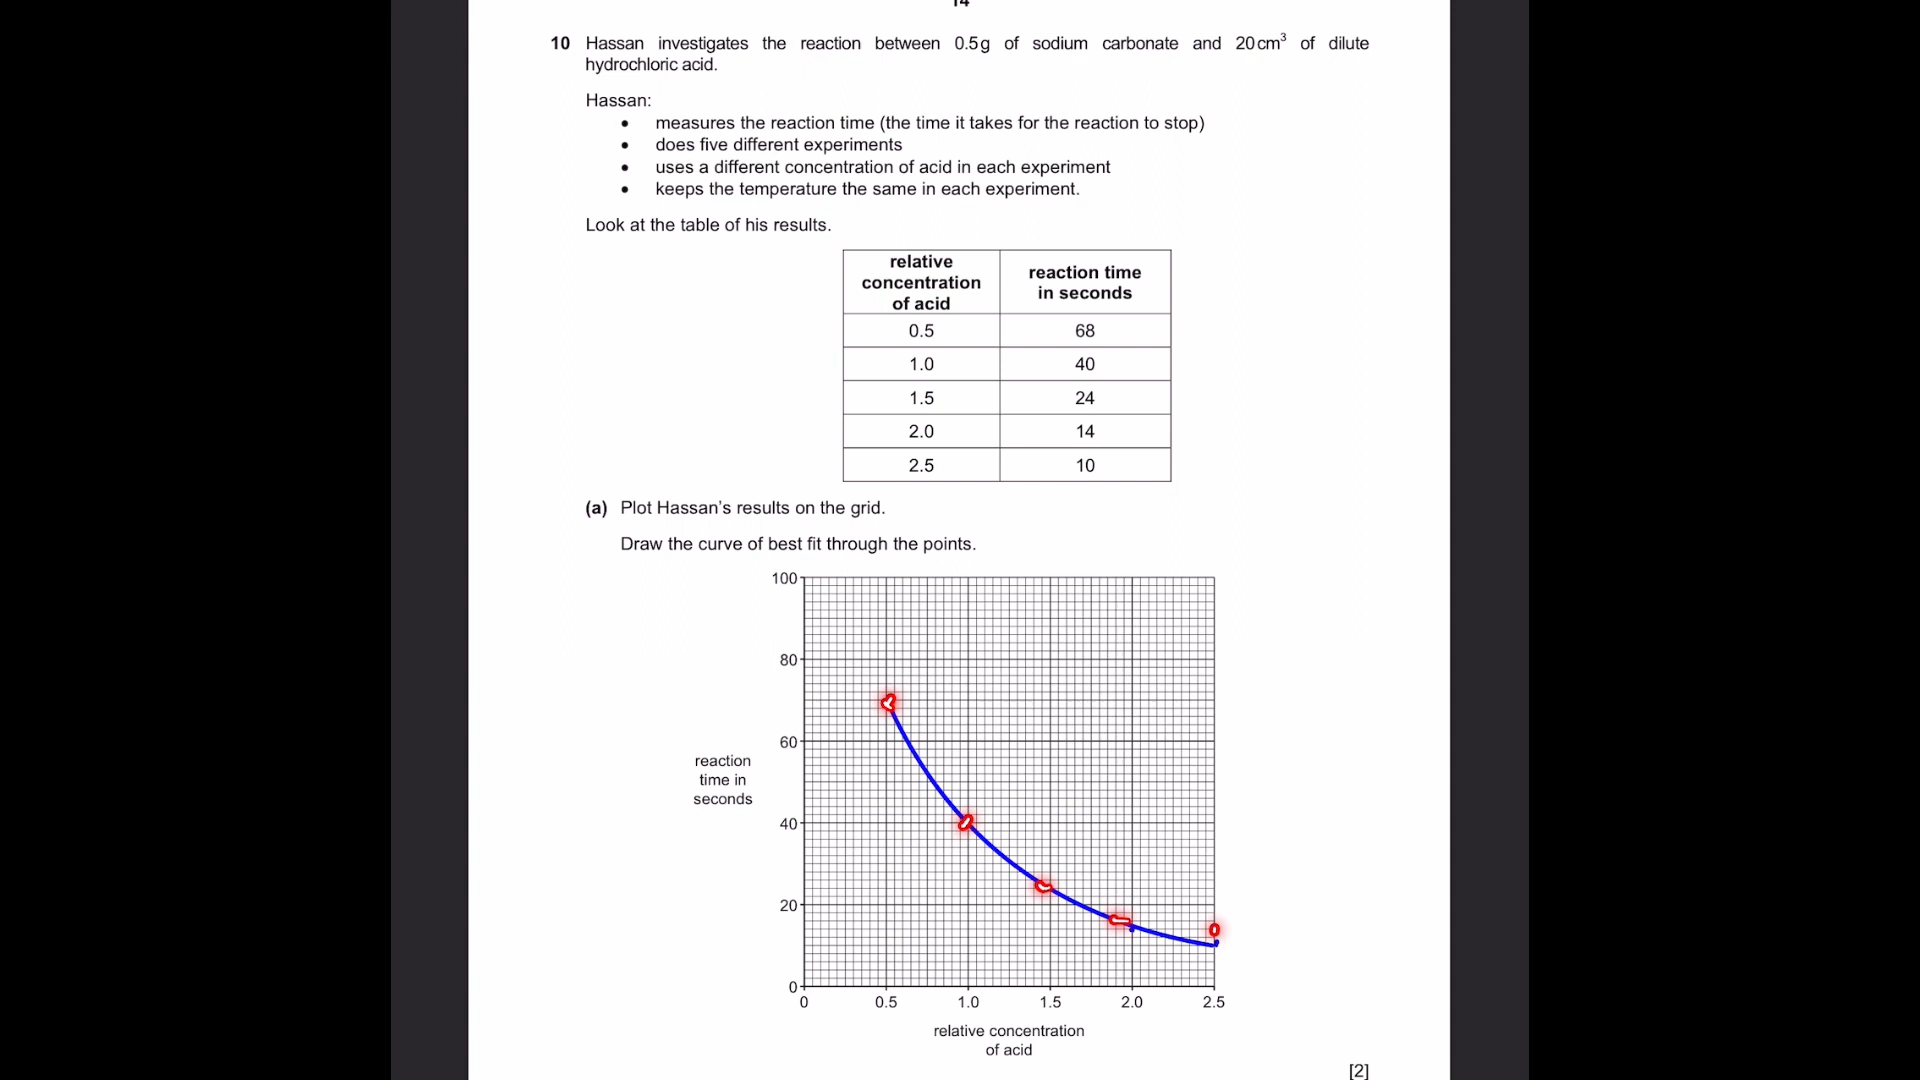 14
10 Hassan investigates the reaction between 0.5g of sodium carbonate and 20cm³ of dilute
hydrochloric acid.
Hassan:
• measures the reaction time (the time it takes for the reaction to stop)
• does five different experiments
• uses a different concentration of acid in each experiment
• keeps the temperature the same in each experiment.
Look at the table of his results.
relative
concentration
of acid
reaction time
in seconds
0.5 68
1.0 40
1.5 24
2.0 14
2.5 10
(a) Plot Hassan's results on the grid.
Draw the curve of best fit through the points.
100
80
60
reaction
time in
seconds
40
20
0
0 0.5 1.0 1.5 2.0 2.5
relative concentration
of acid
[2]